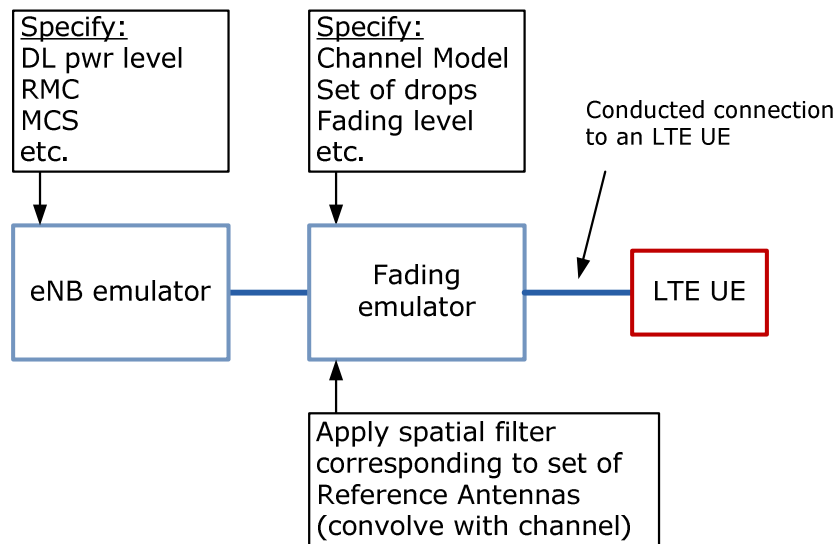 Specify:
DL pwr level
RMC
MCS
etc.
Specify:
Channel Model
Set of drops
Fading level
etc.
Conducted connection
to an LTE UE
eNB emulator
Fading
emulator
LTE UE
Apply spatial filter
corresponding to set of
Reference Antennas
(convolve with channel)